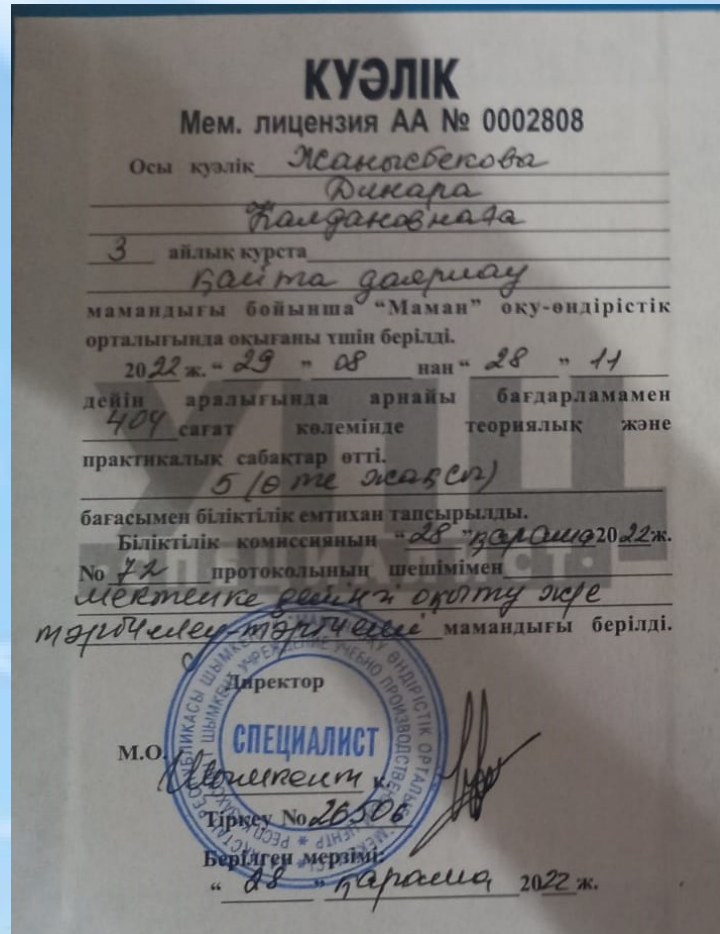 КУӘЛІК
Мем. лицензия АА № 0002808
Осы куәлік Жанысбекова
Динара
Калдановнаға
3 айлық курста
Қайта даярлау
мамандығы бойынша “Маман” оқу-өндірістік
орталығында оқығаны үшін берілді.
2022 ж. “ 29 ” 08 нан “ 28 ” 11
дейін аралығында арнайы бағдарламамен
404 сағат көлемінде теориялық және
практикалық сабақтар өтті.
5 (өте жақсы)
бағасымен біліктілік емтихан тапсырылды.
Біліктілік комиссиянын “ 28 ” қараша 2022ж.
No 72 протоколынын шешімімен
мектепке дейінгі оқыту және
тәрбиелеу-тәрбиеші мамандығы берілді.
Директор
СПЕЦИАЛИСТ
М.О. Шымкент қ.
Тіркеу No 26506
Берілген мерзімі:
“ 28 ” қараша 2022 ж.